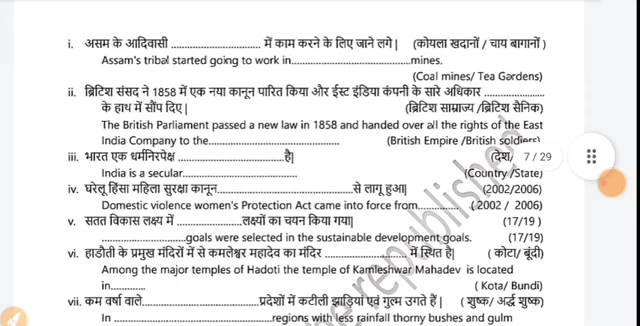 i. असम के आदिवासी .................... में काम करने के लिए जाने लगे | (कोयला खदानों / चाय बागानों )
Assam's tribal started going to work in.......................................mines.
(Coal mines/ Tea Gardens)
ii. ब्रिटिश संसद ने 1858 में एक नया कानून पारित किया और ईस्ट इंडिया कंपनी के सारे अधिकार ....................
के हाथ में सौंप दिए | (ब्रिटिश साम्राज्य /ब्रिटिश सैनिक)
The British Parliament passed a new law in 1858 and handed over all the rights of the East
India Company to the........................................... (British Empire /British soldiers)
iii. भारत एक धर्मनिरपेक्ष ................................है| (देश/ 7 / 29
India is a secular..................................... (Country /State)
iv. घरेलू हिंसा महिला सुरक्षा कानून.............................................से लागू हुआ| (2002/2006)
Domestic violence women's Protection Act came into force from.............. .( 2002 / 2006)
v. सतत विकास लक्ष्य में .....................लक्ष्यों का चयन किया गया| (17/19 )
...........................goals were selected in the sustainable development goals. (17/19)
vi. हाडौती के प्रमुख मंदिरों में से कमलेश्वर महादेव का मंदिर ........................... में स्थित है| ( कोटा/ बूंदी)
Among the major temples of Hadoti the temple of Kamleshwar Mahadev is located
in............ ( Kota/ Bundi)
vii. कम वर्षा वाले.......................................प्रदेशों में कटीली झाड़ियां एवं गुल्म उगते हैं | ( शुष्क/ अर्द्ध शुष्क)
In ....................................................regions with less rainfall thorny bushes and gulm
republished